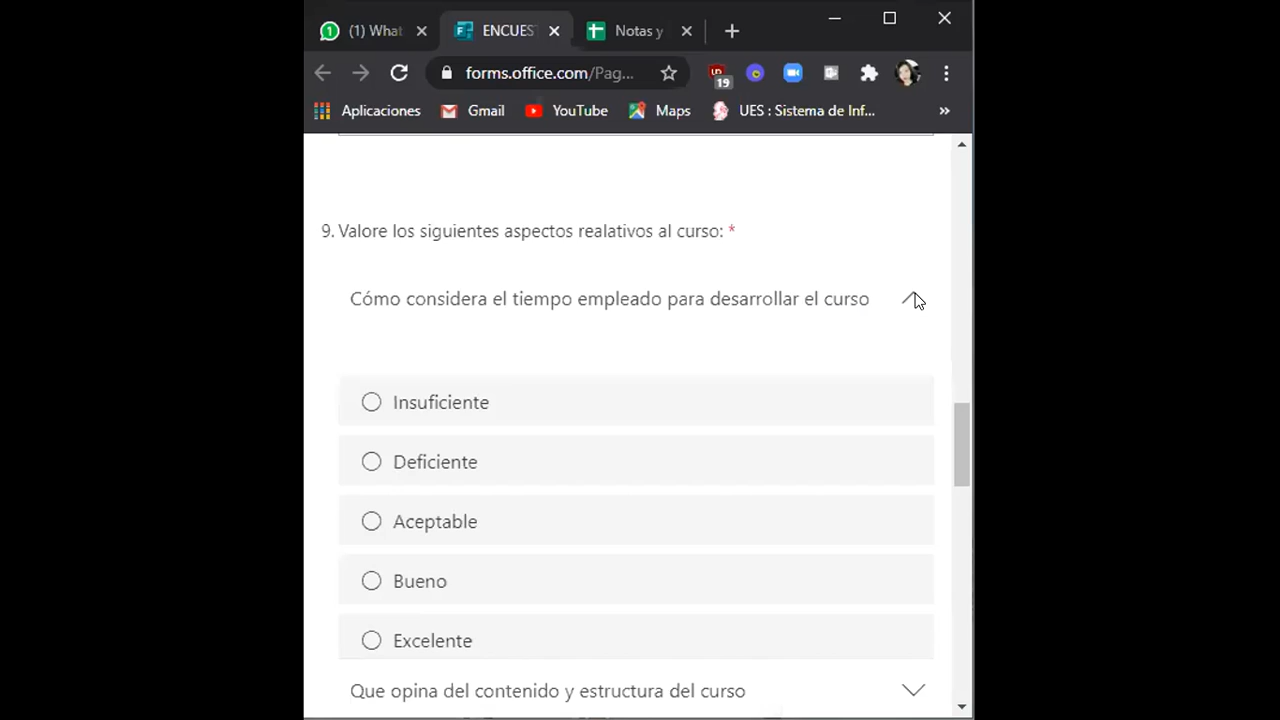 (1) What
ENCUES
Notas y
forms.office.com/Pag...
19
Aplicaciones
Gmail
YouTube
Maps
UES : Sistema de Inf...
»
9. Valore los siguientes aspectos realativos al curso: *
Cómo considera el tiempo empleado para desarrollar el curso
Insuficiente
Deficiente
Aceptable
Bueno
Excelente
Que opina del contenido y estructura del curso